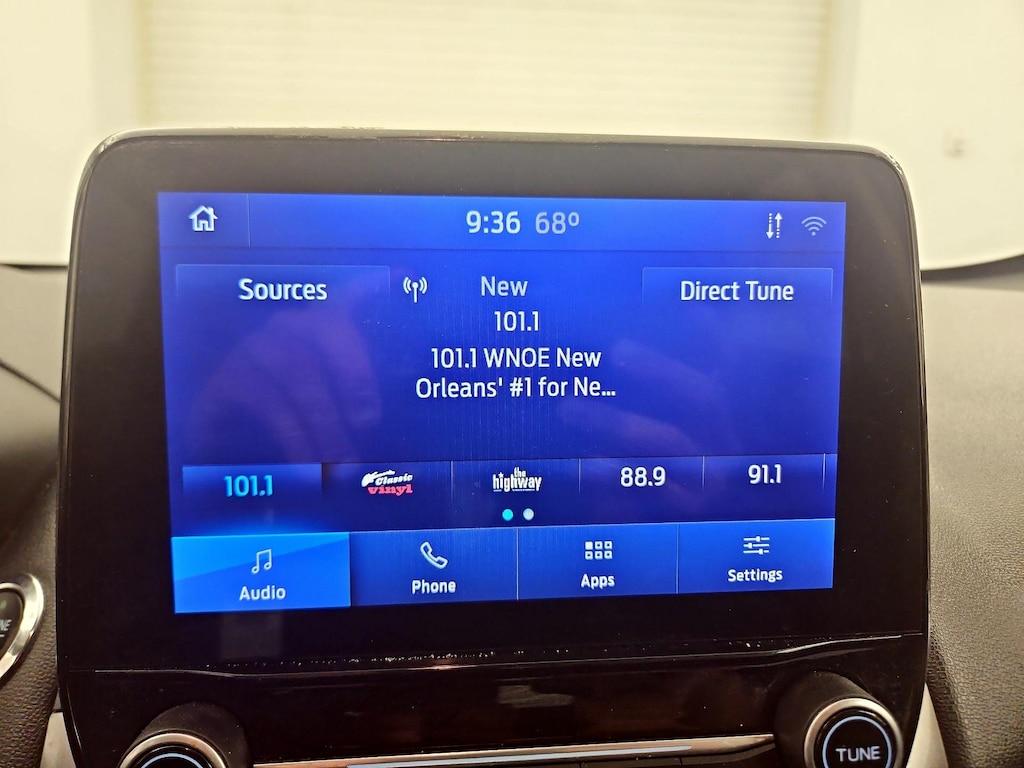 9:36 68°
Sources
New
Direct Tune
101.1
101.1 WNOE New
Orleans' #1 for Ne...
101.1
Classic
vinyl
the
highway
88.9
91.1
Audio
Phone
Apps
Settings
TUNE